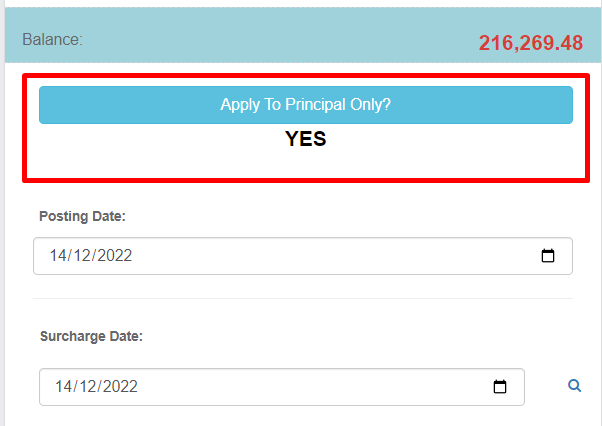 Balance:
216,269.48
Apply To Principal Only?
YES
Posting Date:
14/12/2022
Surcharge Date:
14/12/2022